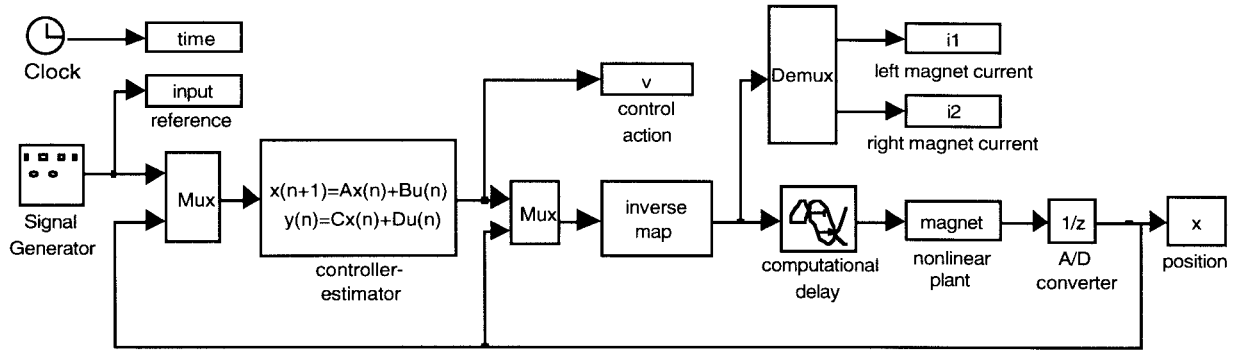 time
Clock
input
reference
Signal
Generator
Mux
x(n+1)=Ax(n)+Bu(n)
y(n)=Cx(n)+Du(n)
controller-
estimator
v
control
action
Mux
inverse
map
Demux
i1
left magnet current
i2
right magnet current
computational
delay
magnet
nonlinear
plant
1/z
A/D
converter
x
position